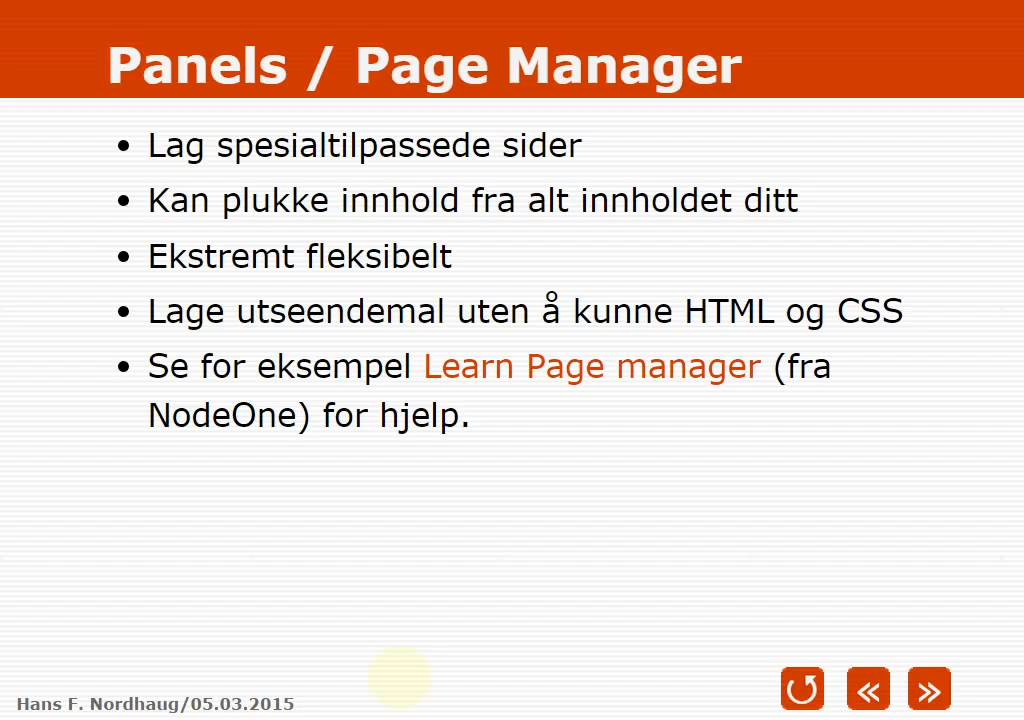 Panels / Page Manager
• Lag spesialtilpassede sider
• Kan plukke innhold fra alt innholdet ditt
• Ekstremt fleksibelt
• Lage utseendemal uten å kunne HTML og CSS
• Se for eksempel Learn Page manager (fra
NodeOne) for hjelp.
Hans F. Nordhaug/05.03.2015
« »